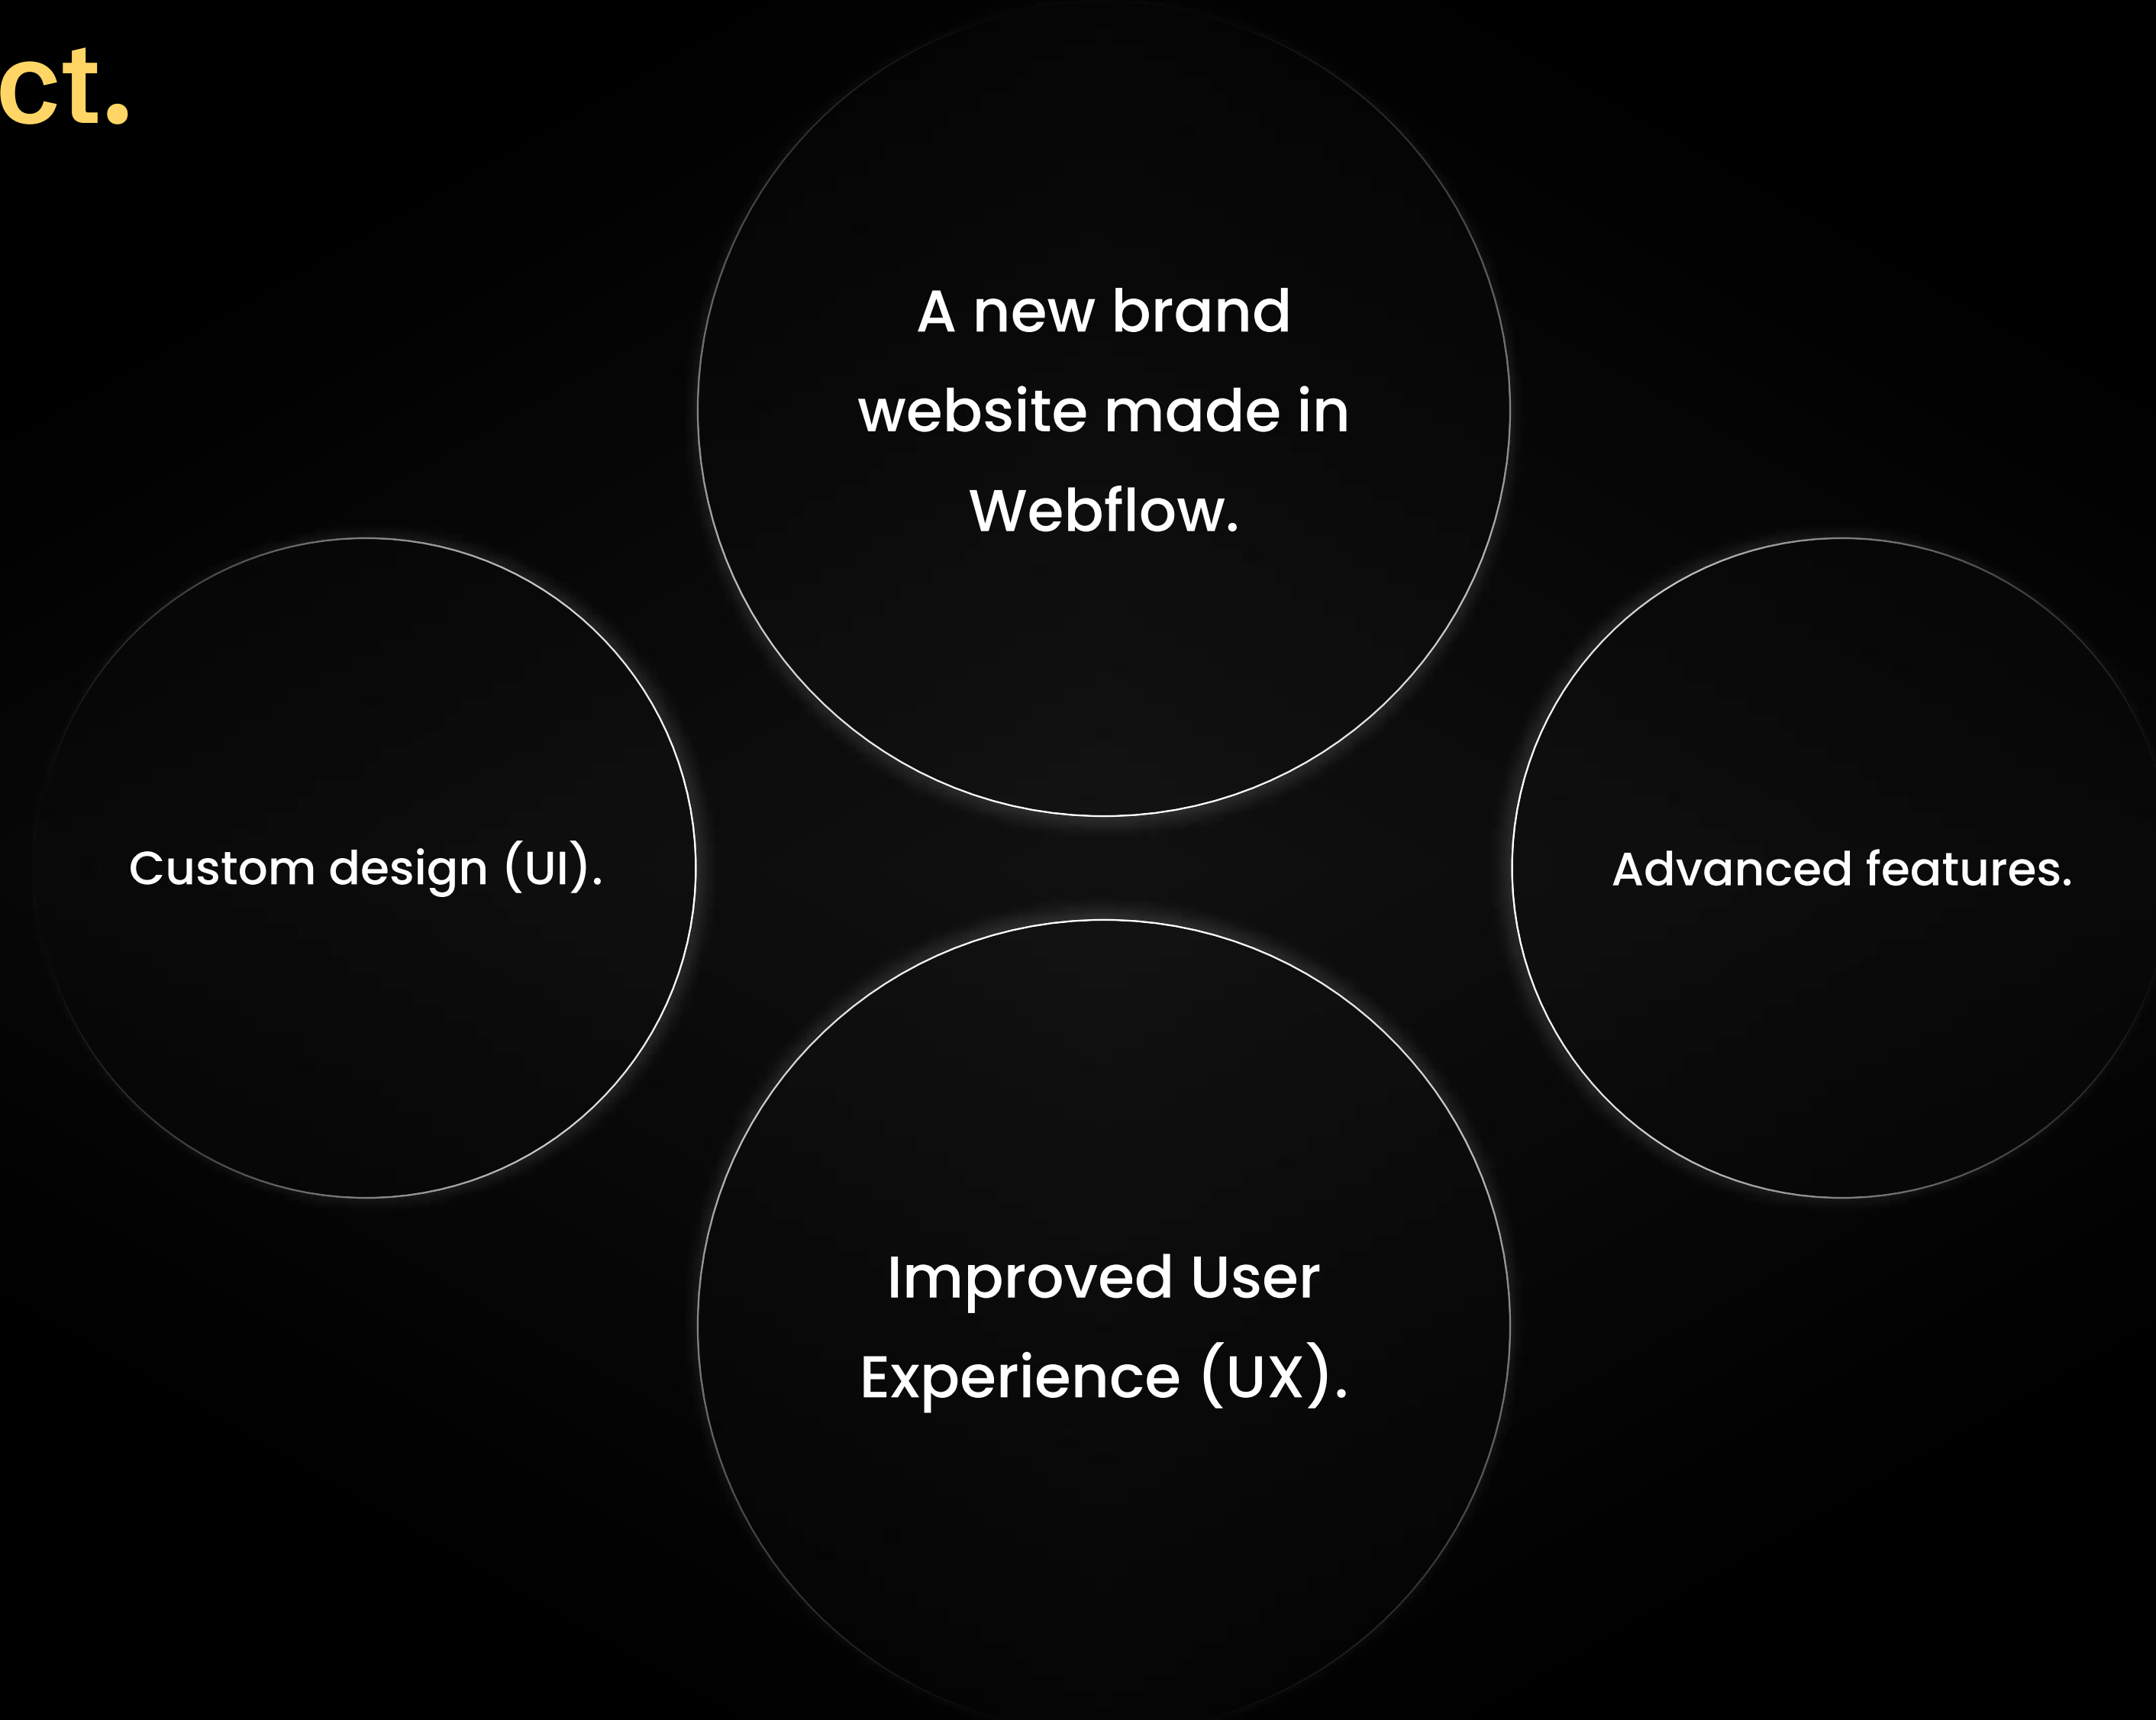 ct.
A new brand
website made in
Webflow.
Custom design (UI).
Advanced features.
Improved User
Experience (UX).